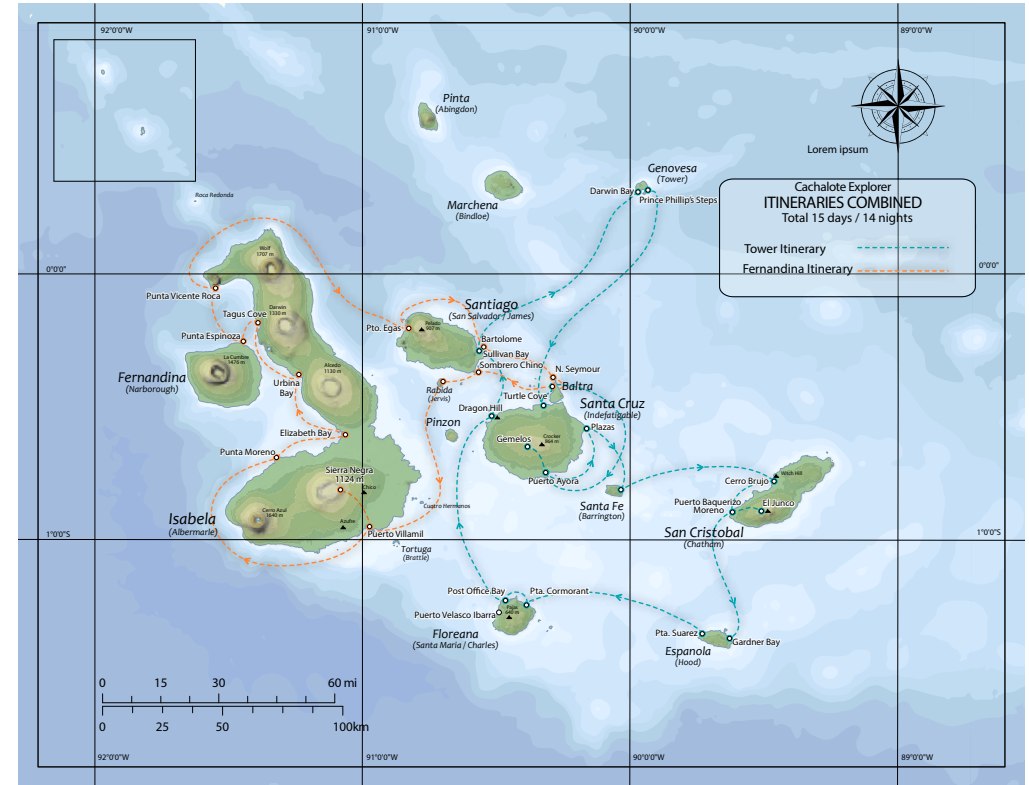 92°0'0"W
91°0'0"W
90°0'0"W
89°0'0"W
Pinta
(Abingdon)
Lorem ipsum
Genovesa
(Tower)
Darwin Bay
Prince Phillip's Steps
Marchena
(Bindloe)
Roca Redonda
Cachalote Explorer
ITINERARIES COMBINED
Total 15 days / 14 nights
Tower Itinerary
Fernandina Itinerary
Wolf
1707 m
0°0'0"
0°0'0"
Punta Vicente Roca
Tagus Cove
Darwin
1330 m
Santiago
(San Salvador / James)
Pto. Egas
Pelado
907 m
Bartolome
Sullivan Bay
Sombrero Chino
Punta Espinoza
La Cumbre
1476 m
Fernandina
(Narborough)
Urbina
Bay
Alcedo
1130 m
Rabida
(Jervis)
N. Seymour
Baltra
Turtle Cove
Santa Cruz
(Indefatigable)
Dragon Hill
Pinzon
Plazas
Gemelos
Crocker
864 m
Elizabeth Bay
Punta Moreno
Sierra Negra
1124 m
Chico
Puerto Ayora
Witch Hill
Cerro Brujo
Santa Fe
(Barrington)
Puerto Baquerizo
Moreno
El Junco
San Cristobal
(Chatham)
Cuatro Hermanos
Cerro Azul
1640 m
Azufre
Isabela
(Albermarle)
Puerto Villamil
Tortuga
(Brattle)
1°0'0"S
1°0'0"S
Post Office Bay
Pta. Cormorant
Puerto Velasco Ibarra
Pajas
640 m
Floreana
(Santa Maria / Charles)
Pta. Suarez
Gardner Bay
Espanola
(Hood)
0 15 30 60 mi
0 25 50 100km
92°0'0"W
91°0'0"W
90°0'0"W
89°0'0"W